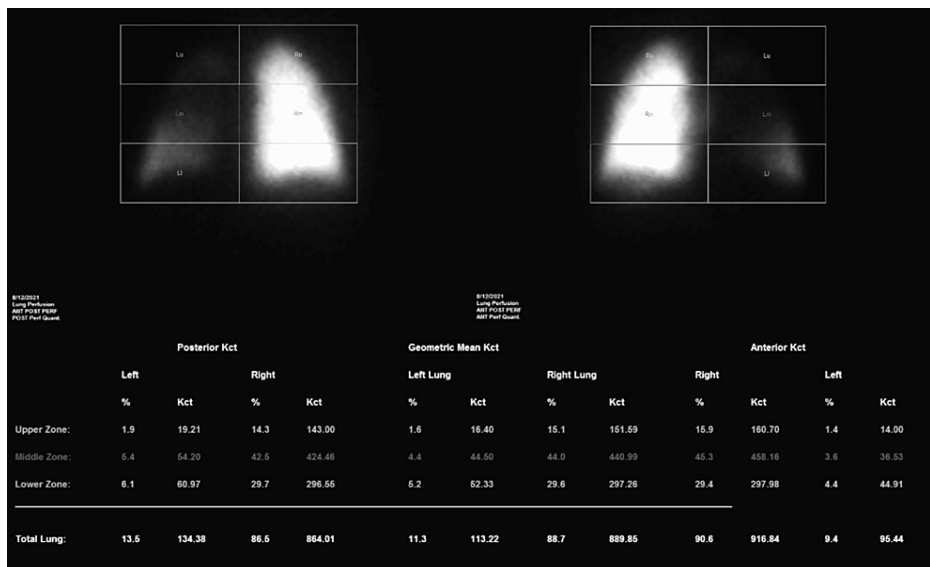 Lu Ru
Lm Rm
Ll
Ru Lu
Rm Lm
Ll
8/12/2021
Lung Perfusion
ANT POST PERF
POST Perf Quant.
8/12/2021
Lung Perfusion
ANT POST PERF
ANT Perf Quant.
Posterior Kct Geometric Mean Kct Anterior Kct
Left Right Left Lung Right Lung Right Left
% Kct % Kct % Kct % Kct % Kct % Kct
Upper Zone: 1.9 19.21 14.3 143.00 1.6 16.40 15.1 151.59 15.9 160.70 1.4 14.00
Middle Zone: 5.4 54.20 42.5 424.46 4.4 44.50 44.0 440.99 45.3 458.16 3.6 36.53
Lower Zone: 6.1 60.97 29.7 296.55 5.2 52.33 29.6 297.26 29.4 297.98 4.4 44.91
Total Lung: 13.5 134.38 86.5 864.01 11.3 113.22 88.7 889.85 90.6 916.84 9.4 95.44